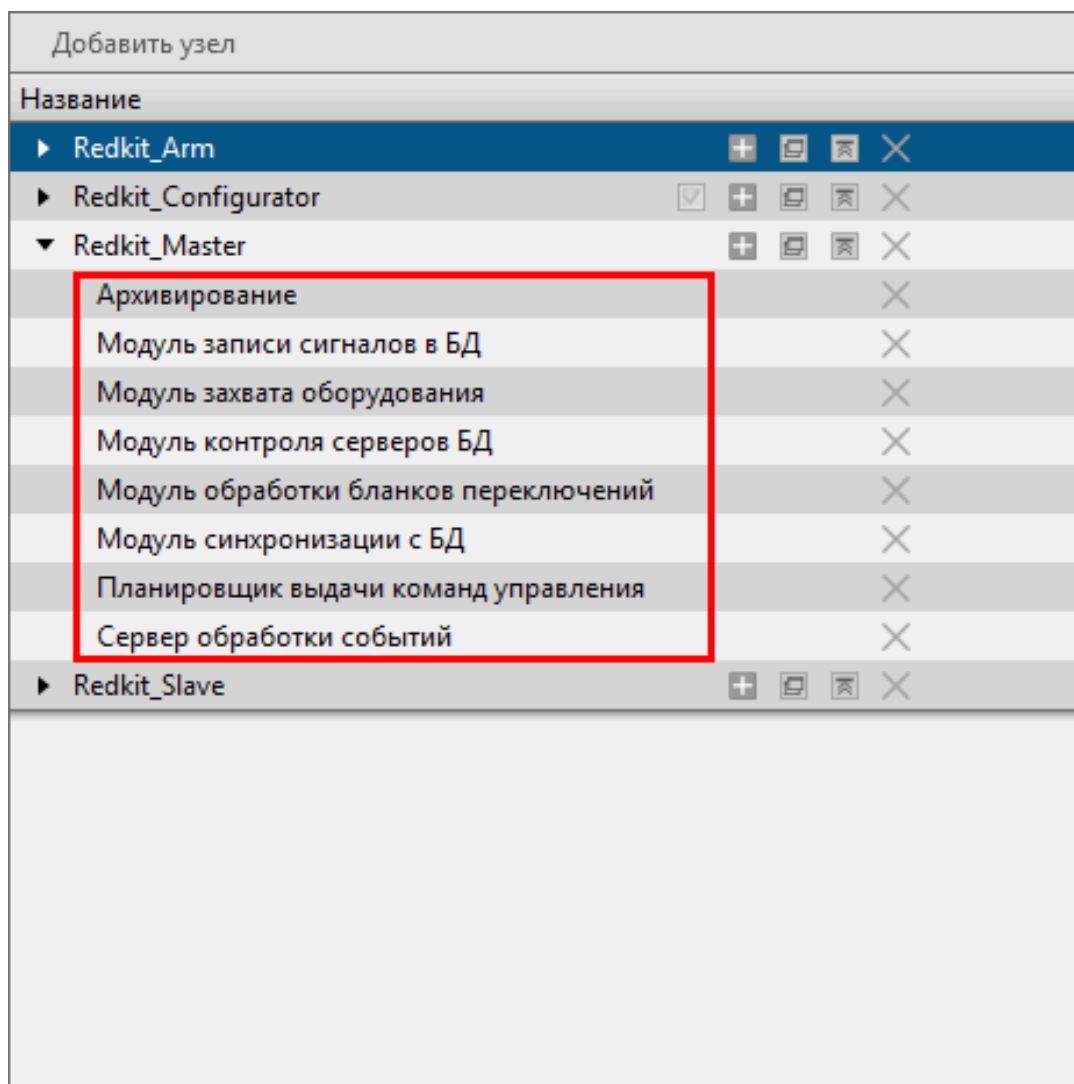 Добавить узел
Название
Redkit_Arm
Redkit_Configurator
Redkit_Master
Архивирование
Модуль записи сигналов в БД
Модуль захвата оборудования
Модуль контроля серверов БД
Модуль обработки бланков переключений
Модуль синхронизации с БД
Планировщик выдачи команд управления
Сервер обработки событий
Redkit_Slave